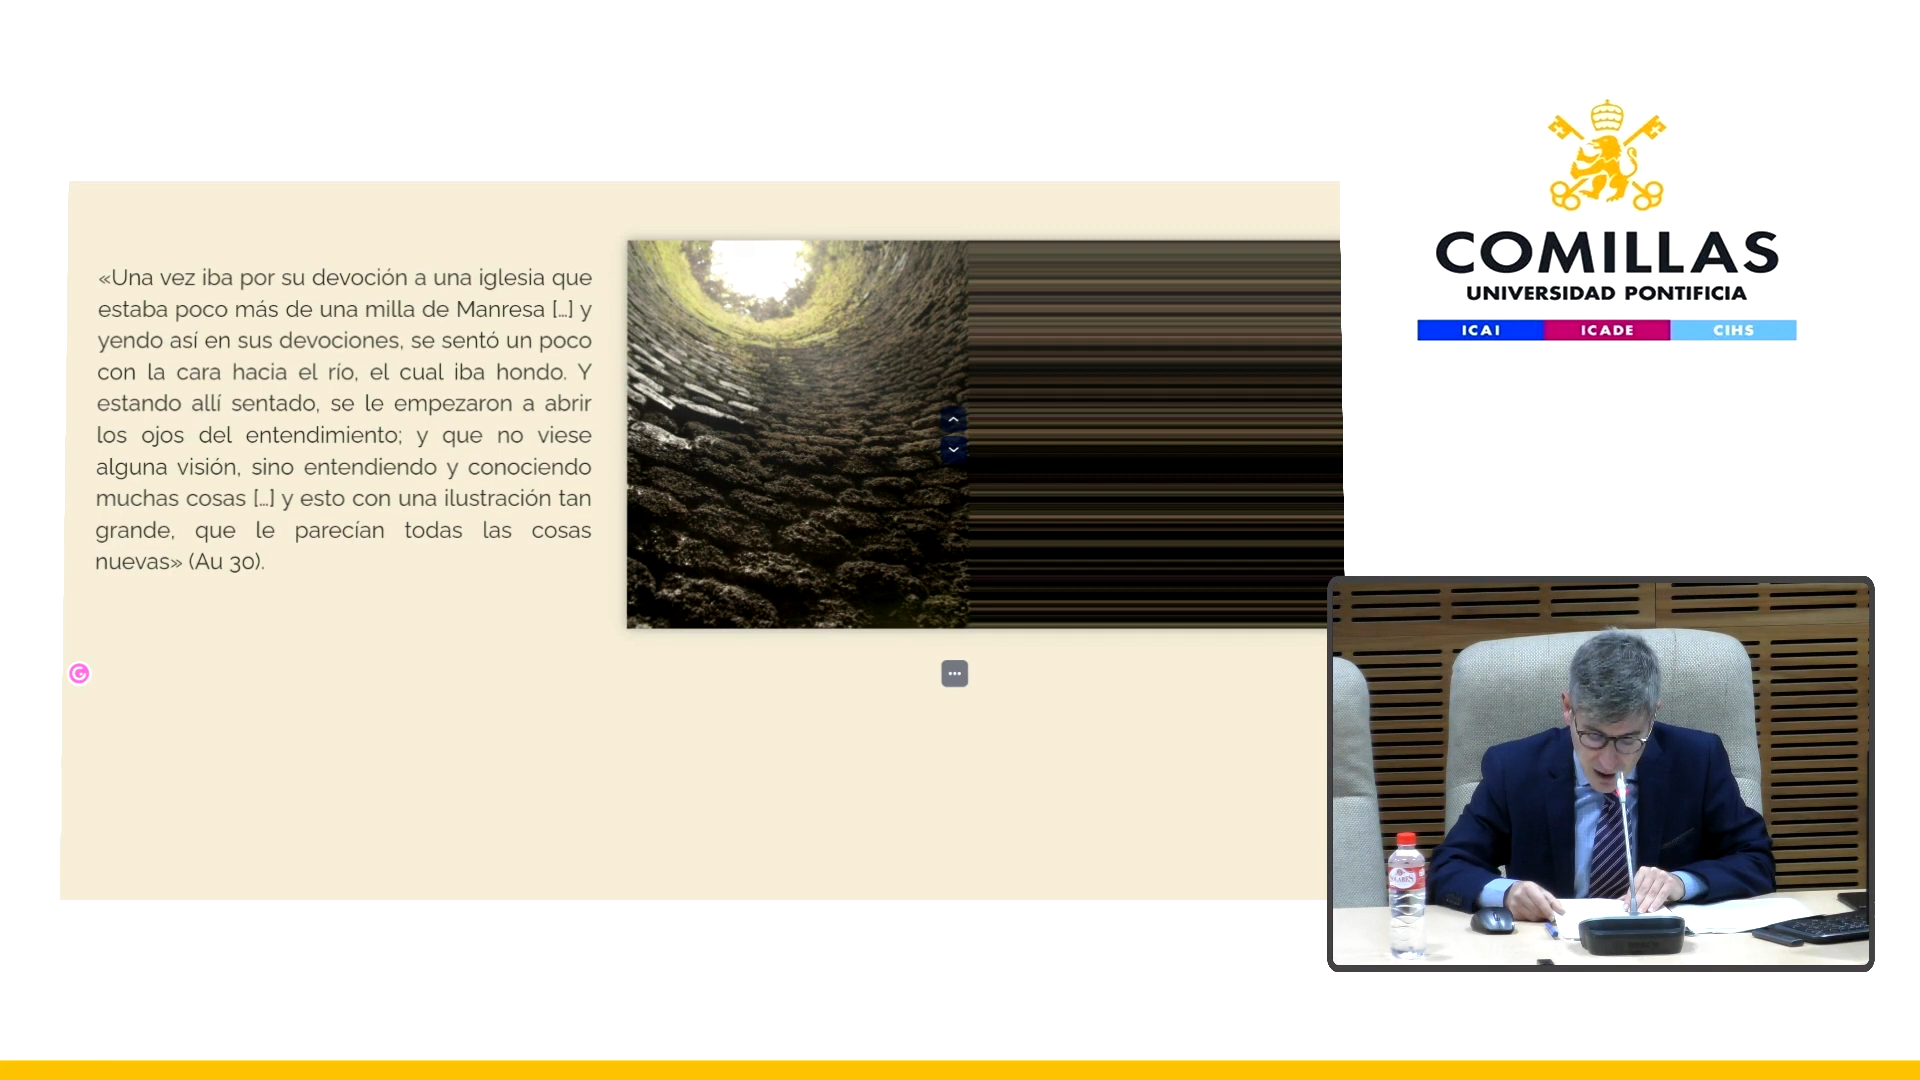 «Una vez iba por su devoción a una iglesia que
estaba poco más de una milla de Manresa [...] y
yendo así en sus devociones, se sentó un poco
con la cara hacia el río, el cual iba hondo. Y
estando allí sentado, se le empezaron a abrir
los ojos del entendimiento; y que no viese
alguna visión, sino entendiendo y conociendo
muchas cosas [...] y esto con una ilustración tan
grande, que le parecían todas las cosas
nuevas» (Au 30).
COMILLAS
UNIVERSIDAD PONTIFICIA
ICAI ICADE CIHS
SOLARES